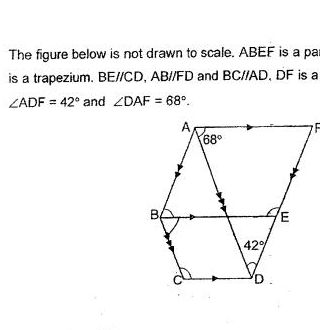 The figure below is not drawn to scale. ABEF is a
is a trapezium. BE//CD, AB//FD and BC//AD, DF is a
∠ADF = 42° and ∠DAF = 68°.
A
68°
B
E
42°
C
D